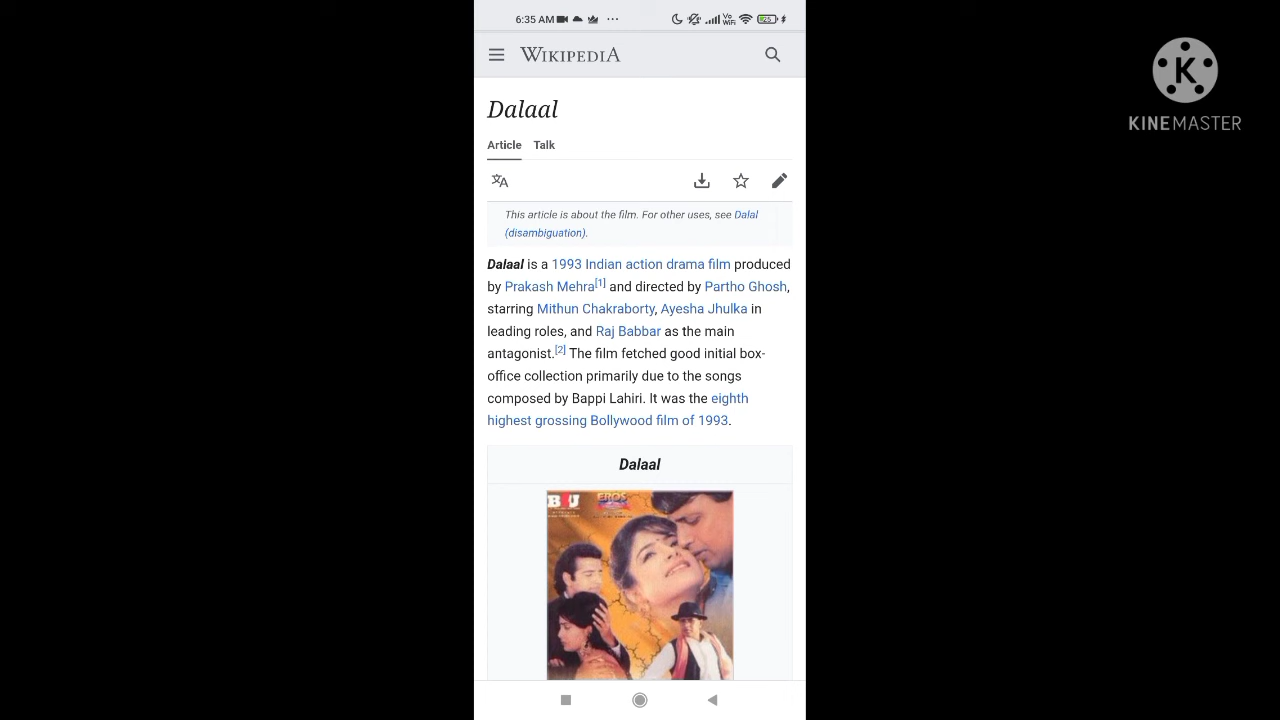 6:35 AM
Vo
WiFi
25
WIKIPEDIA
KINEMASTER
Dalaal
Article Talk
This article is about the film. For other uses, see Dalal
(disambiguation).
Dalaal is a 1993 Indian action drama film produced
by Prakash Mehra[1] and directed by Partho Ghosh,
starring Mithun Chakraborty, Ayesha Jhulka in
leading roles, and Raj Babbar as the main
antagonist.[2] The film fetched good initial box-
office collection primarily due to the songs
composed by Bappi Lahiri. It was the eighth
highest grossing Bollywood film of 1993.
Dalaal
EROS